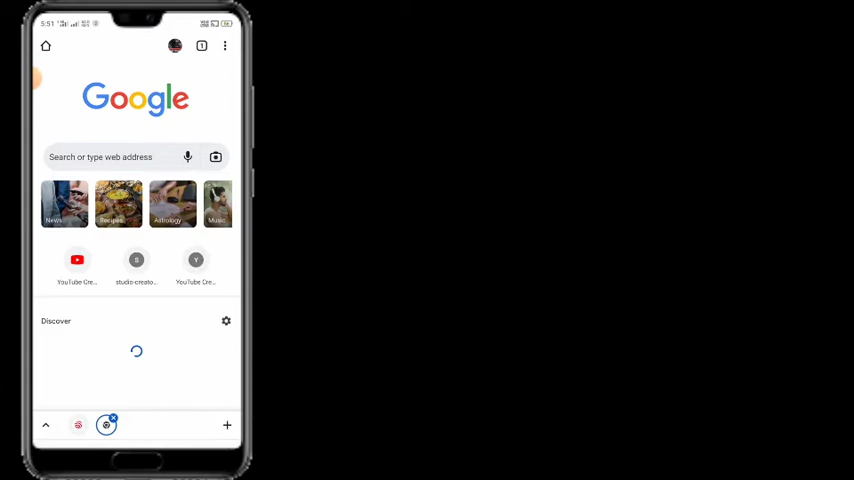 5:51
1
Google
Search or type web address
News
Recipes
Astrology
Music
S
Y
YouTube Cre...
studio-creato...
YouTube Cre...
Discover